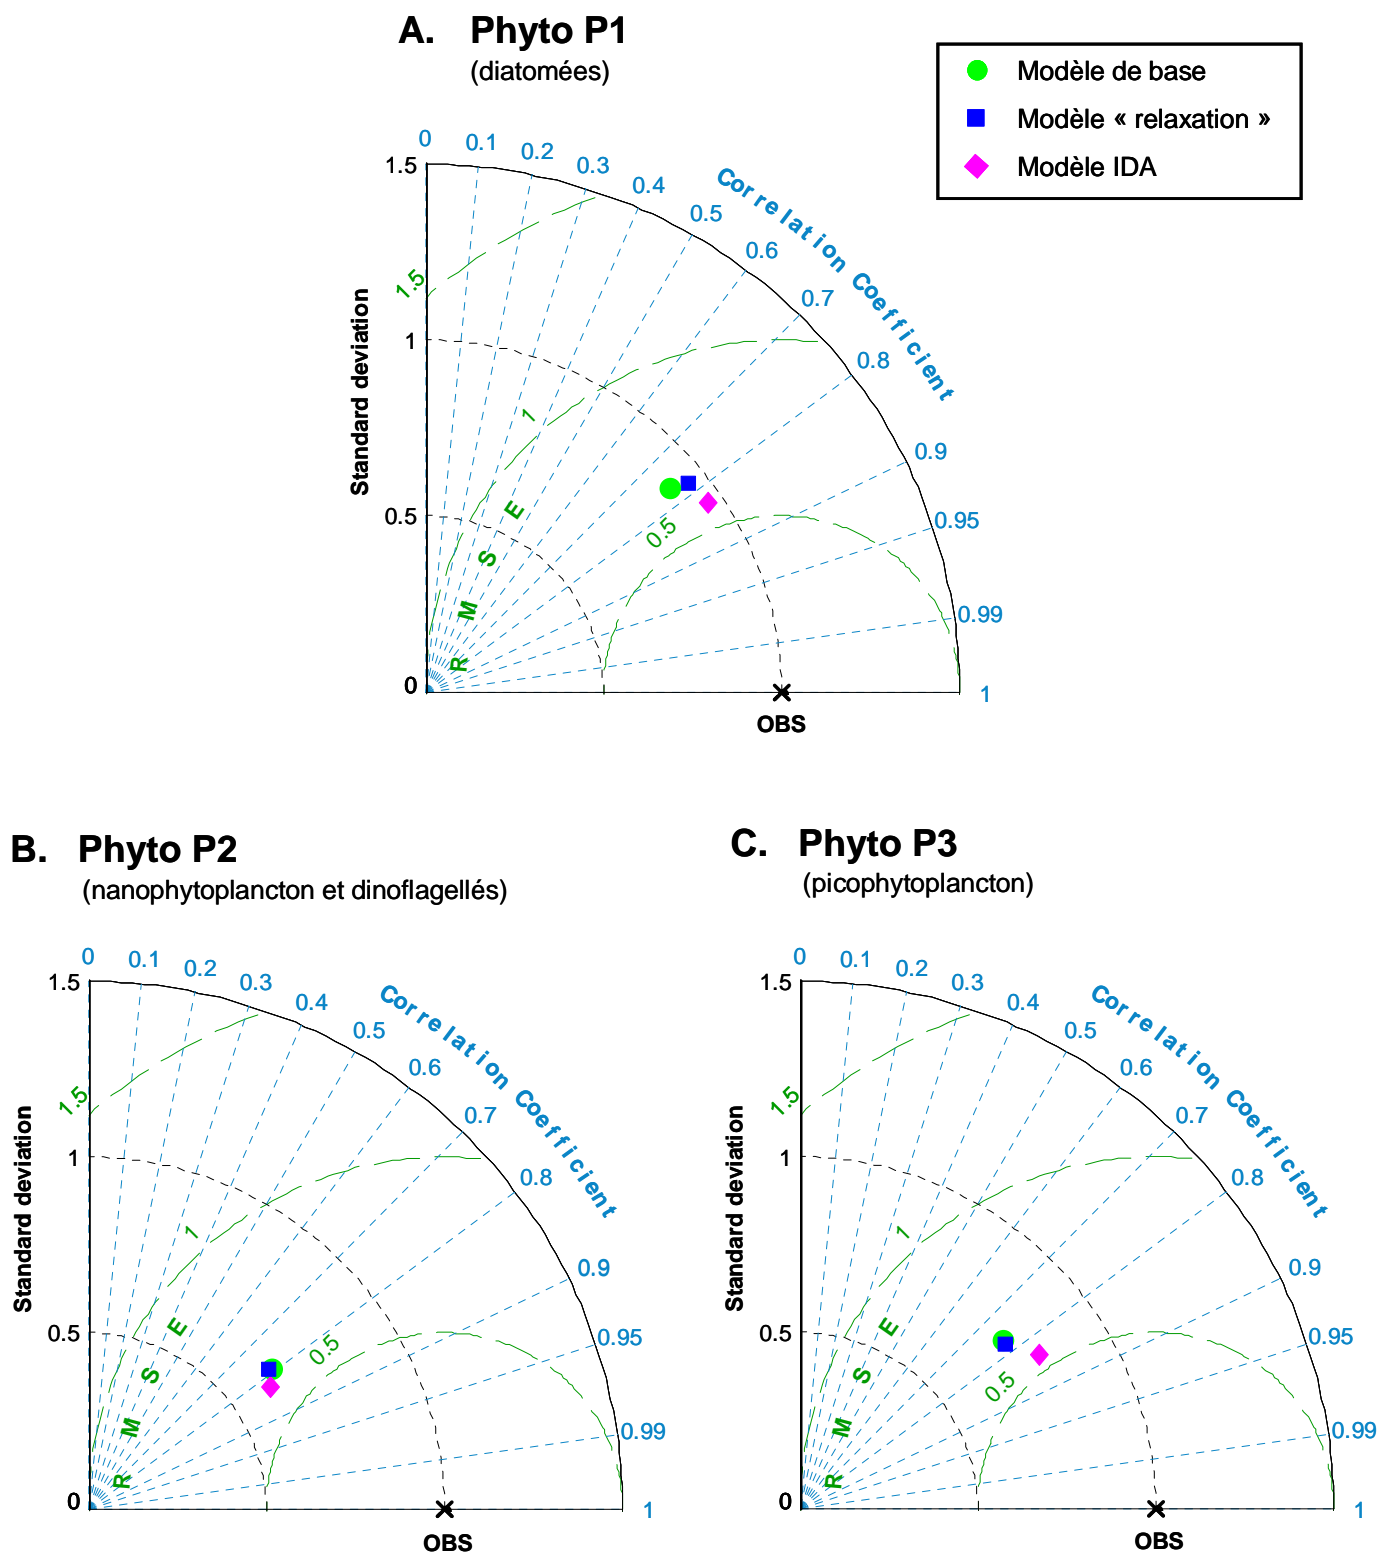 A. Phyto P1
(diatomées)
Modèle de base
Modèle « relaxation »
Modèle IDA
0
0.1
0.2
0.3
0.4
0.5
0.6
0.7
0.8
0.9
0.95
0.99
1
Correlation Coefficient
1.5
1
0.5
0
Standard deviation
1.5
1
0.5
R M S E
OBS
B. Phyto P2
(nanophytoplancton et dinoflagellés)
0
0.1
0.2
0.3
0.4
0.5
0.6
0.7
0.8
0.9
0.95
0.99
1
Correlation Coefficient
1.5
1
0.5
0
Standard deviation
1.5
1
0.5
R M S E
OBS
C. Phyto P3
(picophytoplancton)
0
0.1
0.2
0.3
0.4
0.5
0.6
0.7
0.8
0.9
0.95
0.99
1
Correlation Coefficient
1.5
1
0.5
0
Standard deviation
1.5
1
0.5
R M S E
OBS